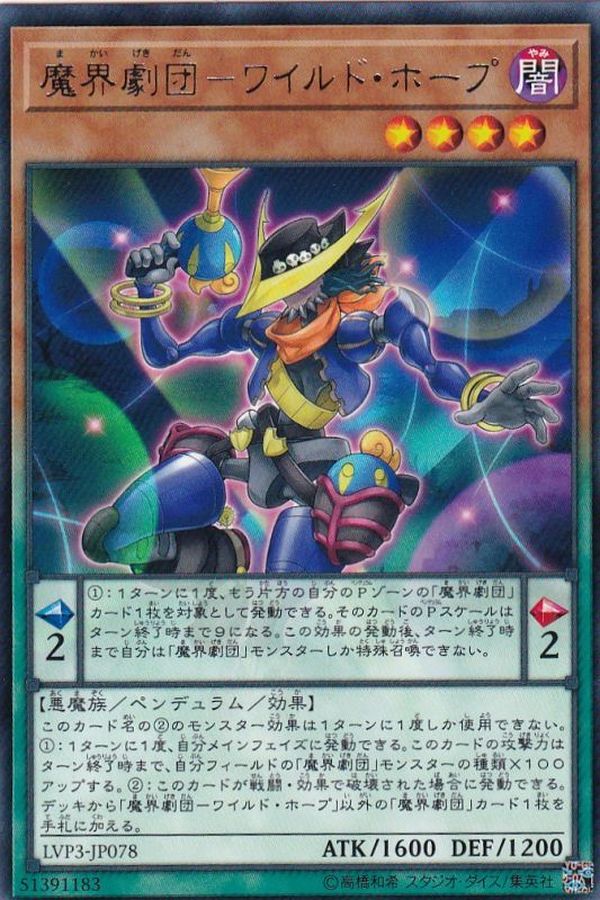 ま かい げき だん
魔界劇団－ワイルド・ホープ
やみ
闇
①：1ターンに1度、もう片方の自分のPゾーンの「魔界劇団」
カード1枚を対象として発動できる。そのカードのPスケールは
ターン終了時まで9になる。この効果の発動後、ターン終了時
まで自分は「魔界劇団」モンスターしか特殊召喚できない。
2
2
【悪魔族／ペンデュラム／効果】
このカード名の②のモンスター効果は1ターンに1度しか使用できない。
①：1ターンに1度、自分メインフェイズに発動できる。このカードの攻撃力は
ターン終了時まで、自分フィールドの「魔界劇団」モンスターの種類×100
アップする。②：このカードが戦闘・効果で破壊された場合に発動できる。
デッキから「魔界劇団－ワイルド・ホープ」以外の「魔界劇団」カード1枚を
手札に加える。
LVP3-JP078
ATK/1600 DEF/1200
51391183
©高橋和希 スタジオ・ダイス/集英社